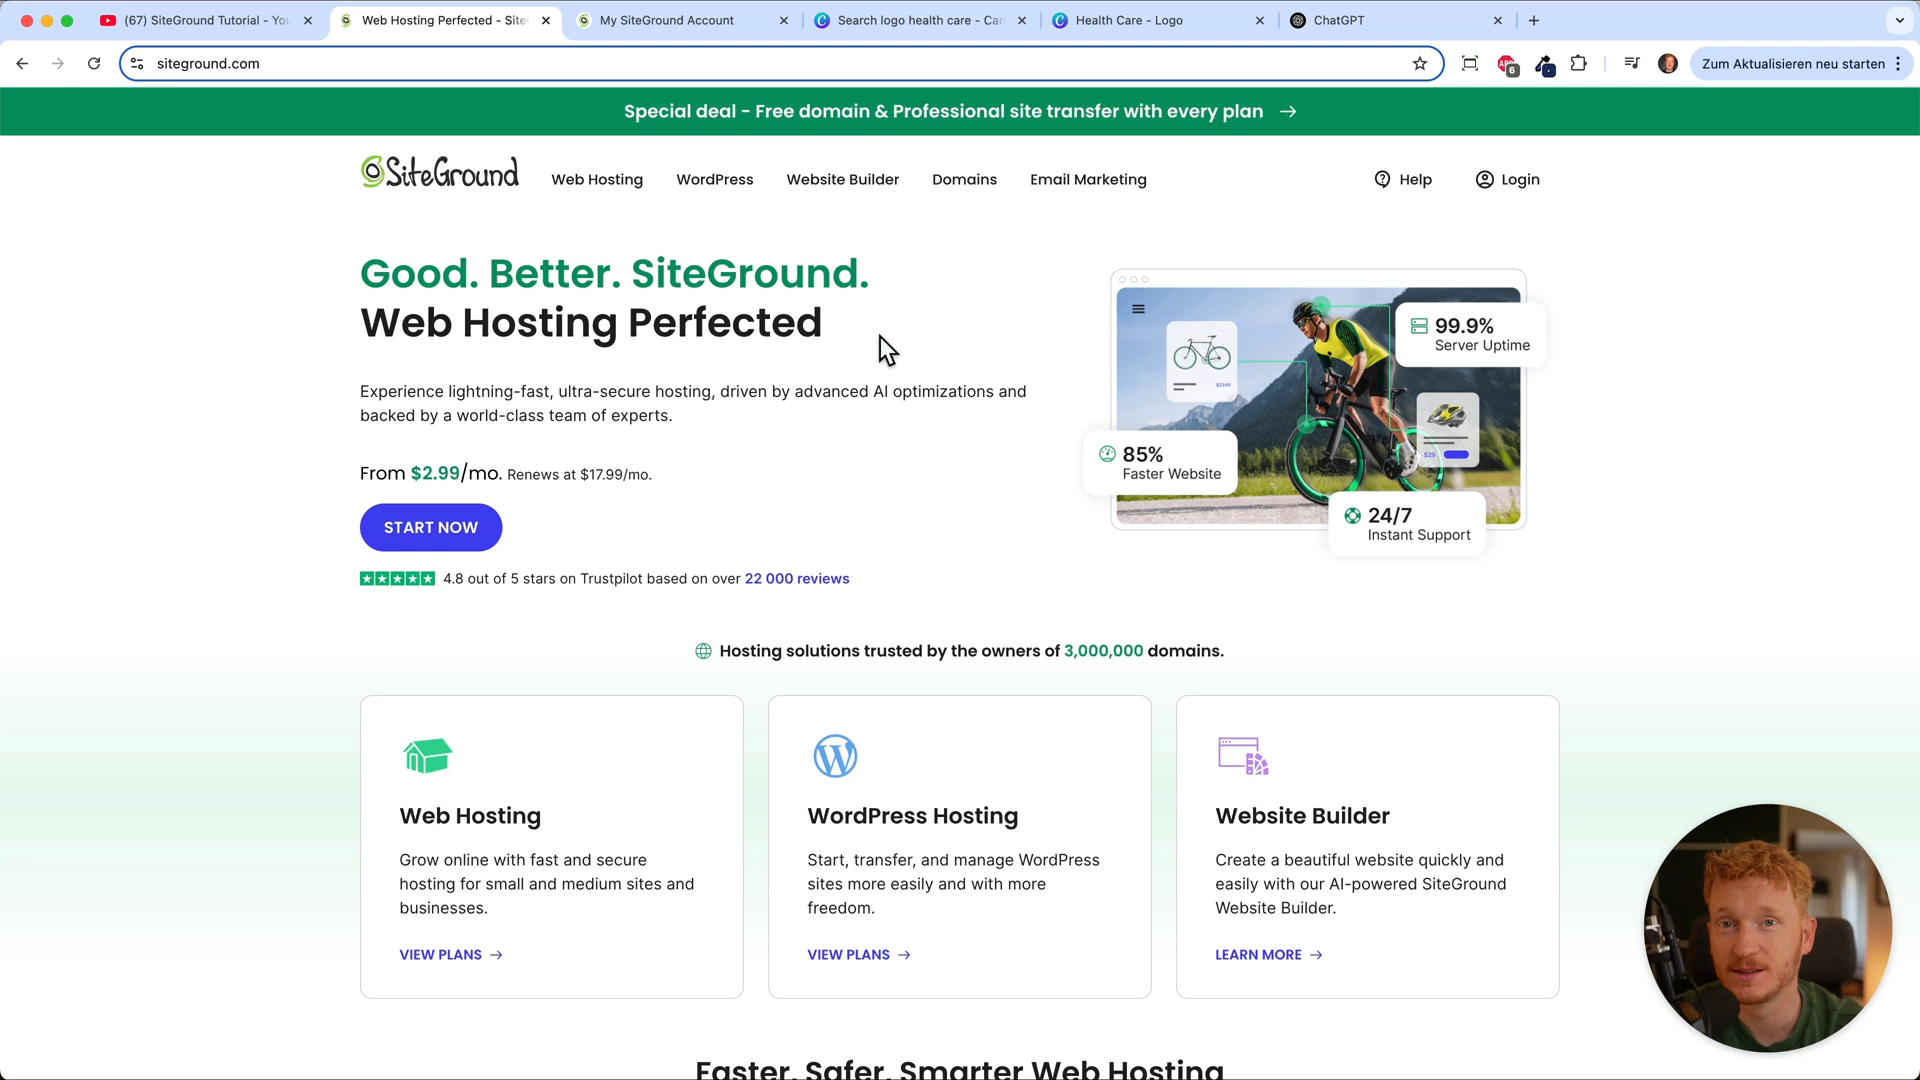 (67) SiteGround Tutorial - You
Web Hosting Perfected - Site
My SiteGround Account
Search logo health care - Can
Health Care - Logo
ChatGPT
siteground.com
ABP
6
Zum Aktualisieren neu starten
Special deal - Free domain & Professional site transfer with every plan →
SiteGround
Web Hosting
WordPress
Website Builder
Domains
Email Marketing
Help
Login
Good. Better. SiteGround.
Web Hosting Perfected
Experience lightning-fast, ultra-secure hosting, driven by advanced AI optimizations and
backed by a world-class team of experts.
From $2.99/mo. Renews at $17.99/mo.
START NOW
4.8 out of 5 stars on Trustpilot based on over 22 000 reviews
99.9%
Server Uptime
$29
85%
Faster Website
24/7
Instant Support
Hosting solutions trusted by the owners of 3,000,000 domains.
Web Hosting
Grow online with fast and secure
hosting for small and medium sites and
businesses.
VIEW PLANS →
WordPress Hosting
Start, transfer, and manage WordPress
sites more easily and with more
freedom.
VIEW PLANS →
Website Builder
Create a beautiful website quickly and
easily with our AI-powered SiteGround
Website Builder.
LEARN MORE →
Faster. Safer. Smarter Web Hosting